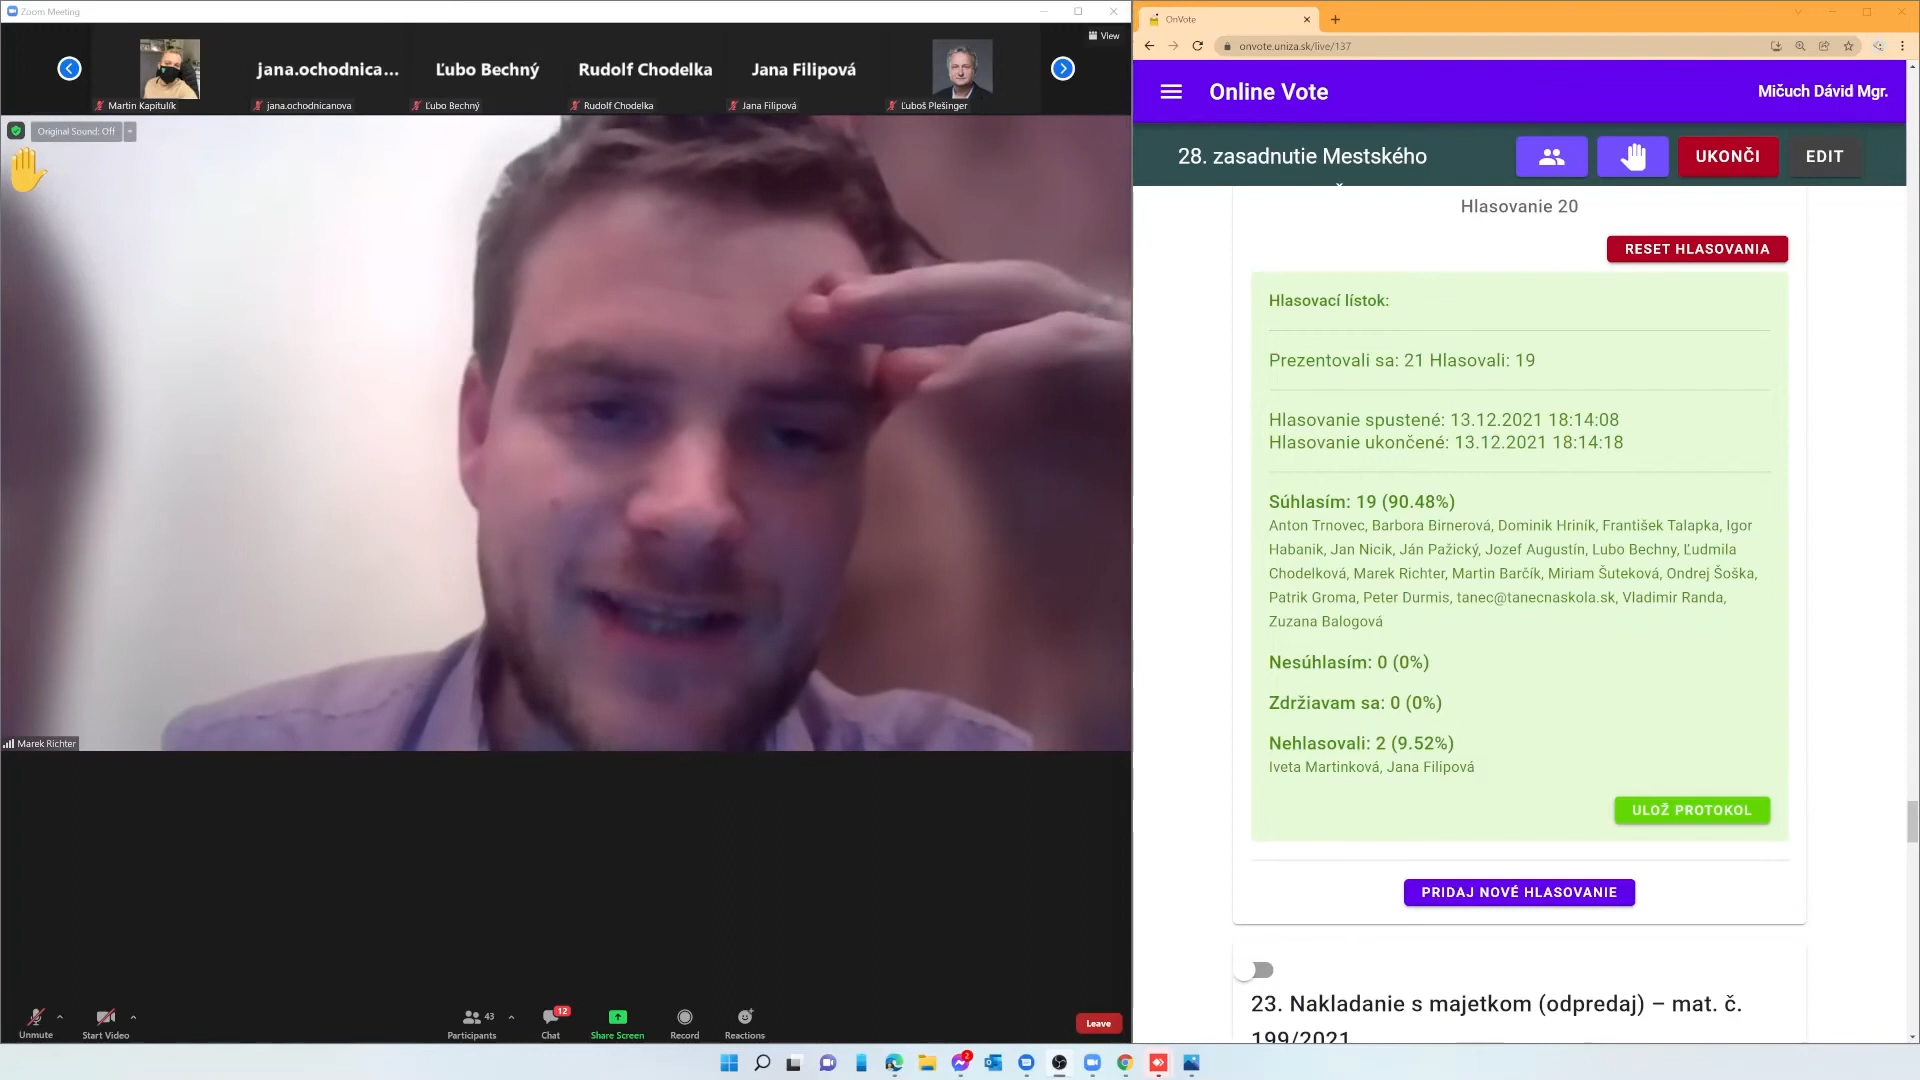 Zoom Meeting
View
jana.ochodnica...
Ľubo Bechný
Rudolf Chodelka
Jana Filipová
Martin Kapitulík
jana.ochodnicanova
Ľubo Bechný
Rudolf Chodelka
Jana Filipová
Ľuboš Plešinger
Original Sound: Off
Marek Richter
Unmute
Start Video
43
Participants
12
Chat
Share Screen
Record
Reactions
Leave
OnVote
onvote.uniza.sk/live/137
Online Vote
Mičuch Dávid Mgr.
28. zasadnutie Mestského
UKONČI
EDIT
Hlasovanie 20
RESET HLASOVANIA
Hlasovací lístok:
Prezentovali sa: 21 Hlasovali: 19
Hlasovanie spustené: 13.12.2021 18:14:08
Hlasovanie ukončené: 13.12.2021 18:14:18
Súhlasím: 19 (90.48%)
Anton Trnovec, Barbora Birnerová, Dominik Hriník, František Talapka, Igor
Habanik, Jan Nicik, Ján Pažický, Jozef Augustín, Lubo Bechny, Ľudmila
Chodelková, Marek Richter, Martin Barčík, Miriam Šuteková, Ondrej Šoška,
Patrik Groma, Peter Durmis, tanec@tanecnaskola.sk, Vladimir Randa,
Zuzana Balogová
Nesúhlasím: 0 (0%)
Zdržiavam sa: 0 (0%)
Nehlasovali: 2 (9.52%)
Iveta Martinková, Jana Filipová
ULOŽ PROTOKOL
PRIDAJ NOVÉ HLASOVANIE
23. Nakladanie s majetkom (odpredaj) – mat. č.
199/2021
2